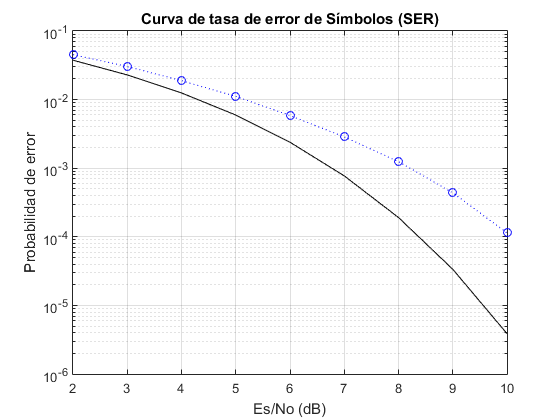 Curva de tasa de error de Símbolos (SER)
Probabilidad de error
10^-1
10^-2
10^-3
10^-4
10^-5
10^-6
2 3 4 5 6 7 8 9 10
Es/No (dB)